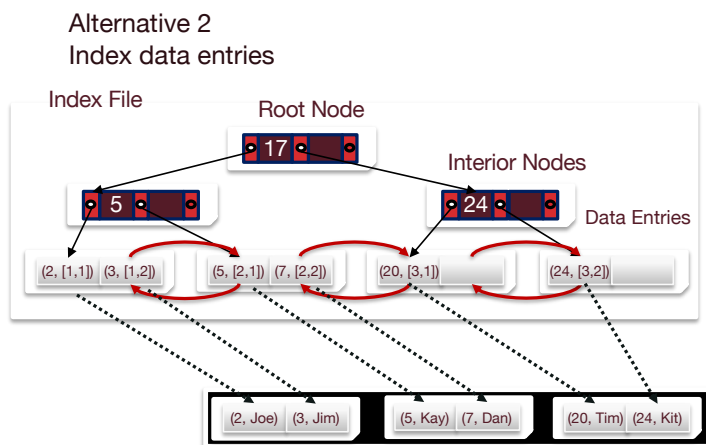 Alternative 2
Index data entries
Index File
Root Node
17
Interior Nodes
5
24
Data Entries
(2, [1,1]) (3, [1,2]) (5, [2,1]) (7, [2,2]) (20, [3,1]) (24, [3,2])
(2, Joe) (3, Jim) (5, Kay) (7, Dan) (20, Tim) (24, Kit)